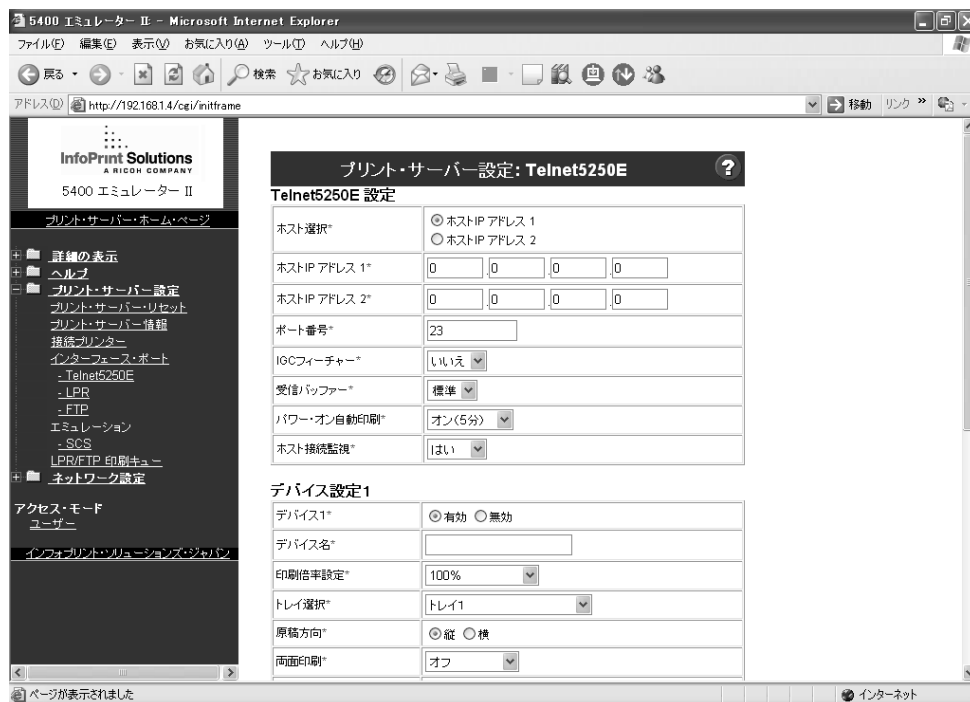 5400 エミュレーター II - Microsoft Internet Explorer
ファイル(F) 編集(E) 表示(V) お気に入り(A) ツール(T) ヘルプ(H)
戻る 検索 お気に入り
アドレス(D) http://192.168.1.4/cgi/initframe 移動 リンク »
InfoPrint Solutions
A RICOH COMPANY
5400 エミュレーター II
プリント・サーバー・ホーム・ページ
詳細の表示
ヘルプ
プリント・サーバー設定
プリント・サーバー・リセット
プリント・サーバー情報
接続プリンター
インターフェース・ポート
- Telnet5250E
- LPR
- FTP
エミュレーション
- SCS
LPR/FTP 印刷キュー
ネットワーク設定
アクセス・モード
ユーザー
インフォプリント・ソリューションズ・ジャパン
プリント・サーバー設定: Telnet5250E ?
Telnet5250E 設定
ホスト選択* ホストIP アドレス 1
ホストIP アドレス 2
ホストIP アドレス 1* 0 .0 .0 .0
ホストIP アドレス 2* 0 .0 .0 .0
ポート番号* 23
IGCフィーチャー* いいえ
受信バッファー* 標準
パワー・オン自動印刷* オン(5分)
ホスト接続監視* はい
デバイス設定1
デバイス1* 有効 無効
デバイス名*
印刷倍率設定* 100%
トレイ選択* トレイ1
原稿方向* 縦 横
両面印刷* オフ
ページが表示されました インターネット